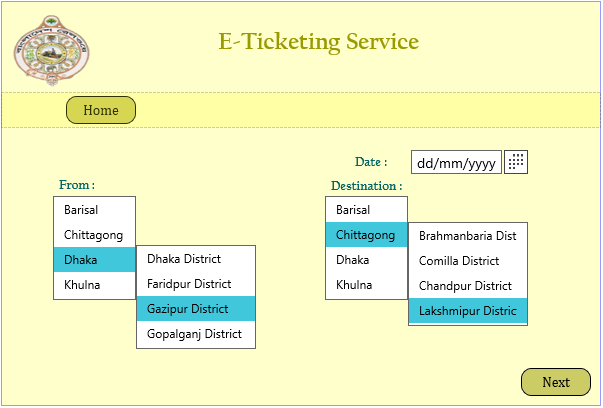 E-Ticketing Service
Home
Date :
dd/mm/yyyy
From :
Destination :
Barisal
Chittagong
Dhaka
Khulna
Dhaka District
Faridpur District
Gazipur District
Gopalganj District
Barisal
Chittagong
Dhaka
Khulna
Brahmanbaria Dist
Comilla District
Chandpur District
Lakshmipur Distric
Next